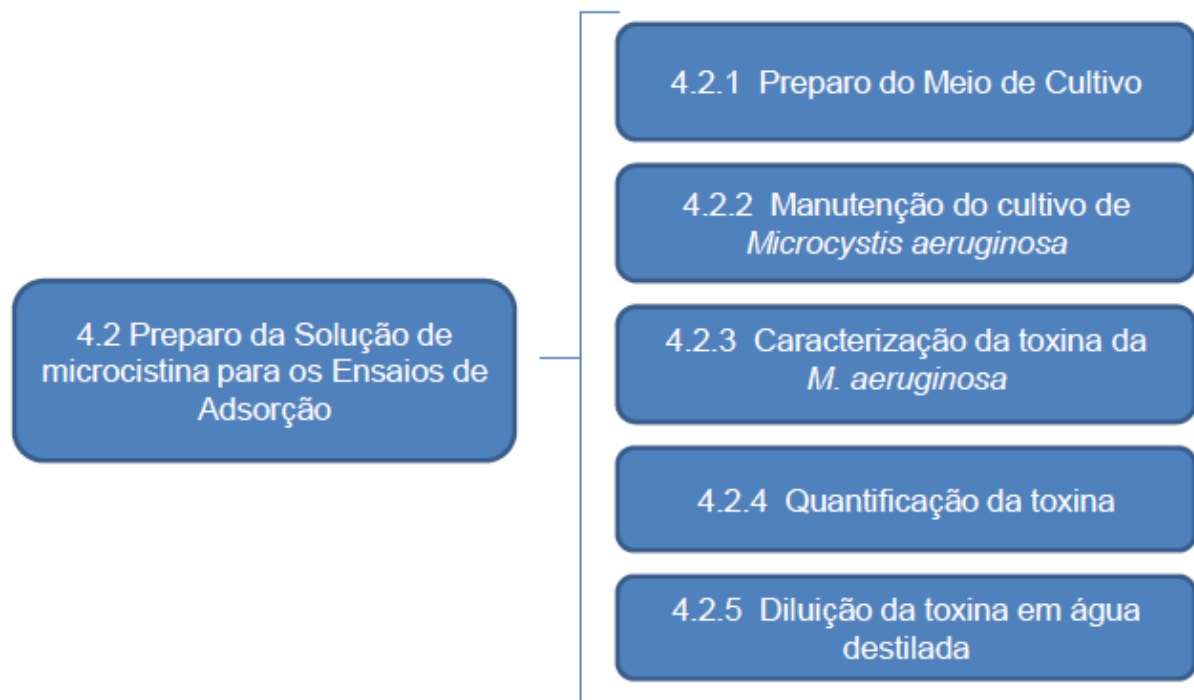 4.2 Preparo da Solução de
microcistina para os Ensaios de
Adsorção
4.2.1 Preparo do Meio de Cultivo
4.2.2 Manutenção do cultivo de
Microcystis aeruginosa
4.2.3 Caracterização da toxina da
M. aeruginosa
4.2.4 Quantificação da toxina
4.2.5 Diluição da toxina em água
destilada